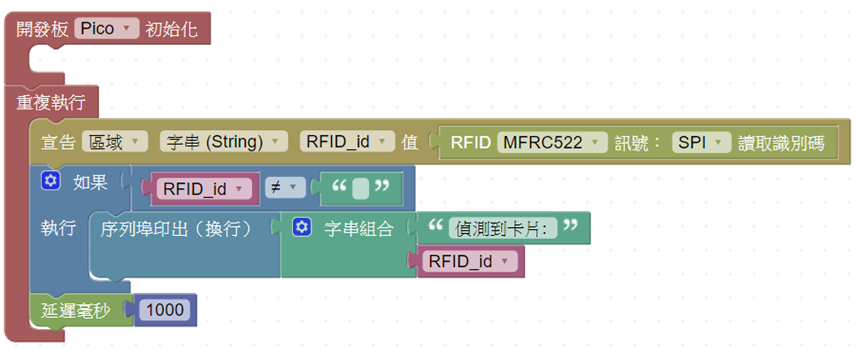 開發板 Pico 初始化
重複執行
宣告 區域 字串 (String) RFID_id 值 RFID MFRC522 訊號： SPI 讀取識別碼
如果 RFID_id ≠ “ ”
執行 序列埠印出（換行） 字串組合 “ 偵測到卡片: ”
RFID_id
延遲毫秒 1000